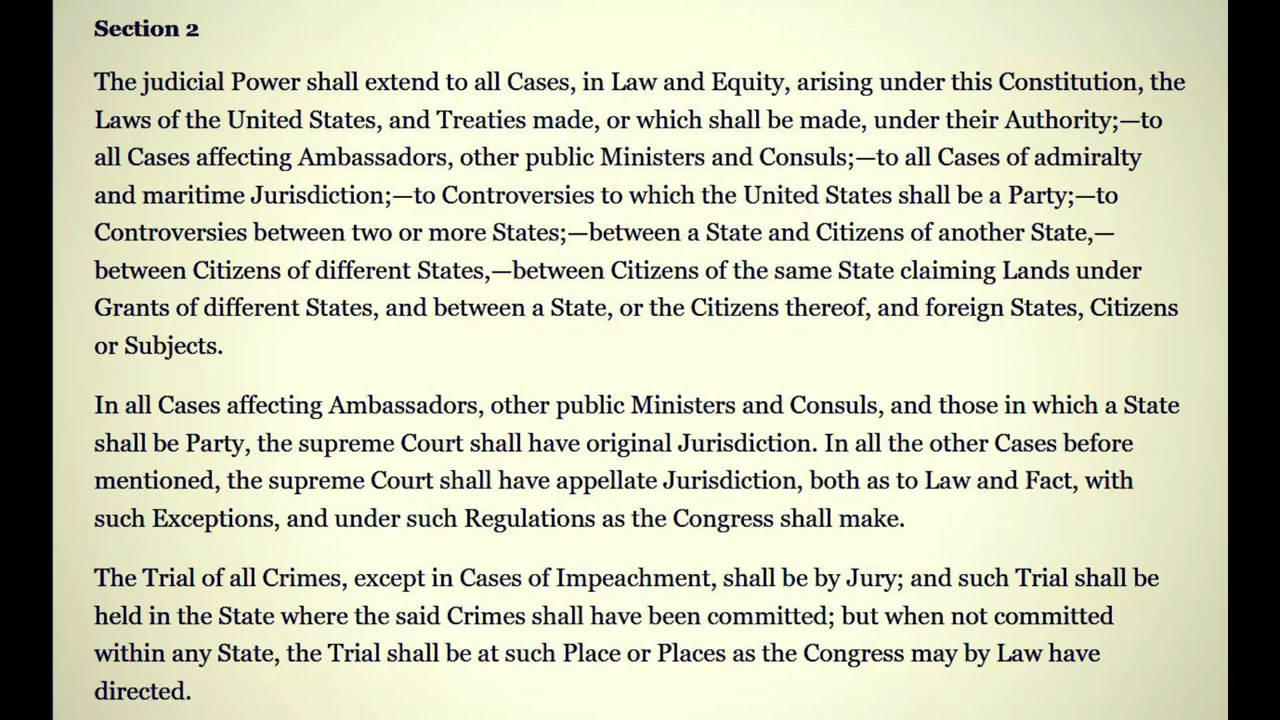 Section 2
The judicial Power shall extend to all Cases, in Law and Equity, arising under this Constitution, the
Laws of the United States, and Treaties made, or which shall be made, under their Authority;—to
all Cases affecting Ambassadors, other public Ministers and Consuls;—to all Cases of admiralty
and maritime Jurisdiction;—to Controversies to which the United States shall be a Party;—to
Controversies between two or more States;—between a State and Citizens of another State,—
between Citizens of different States,—between Citizens of the same State claiming Lands under
Grants of different States, and between a State, or the Citizens thereof, and foreign States, Citizens
or Subjects.
In all Cases affecting Ambassadors, other public Ministers and Consuls, and those in which a State
shall be Party, the supreme Court shall have original Jurisdiction. In all the other Cases before
mentioned, the supreme Court shall have appellate Jurisdiction, both as to Law and Fact, with
such Exceptions, and under such Regulations as the Congress shall make.
The Trial of all Crimes, except in Cases of Impeachment, shall be by Jury; and such Trial shall be
held in the State where the said Crimes shall have been committed; but when not committed
within any State, the Trial shall be at such Place or Places as the Congress may by Law have
directed.